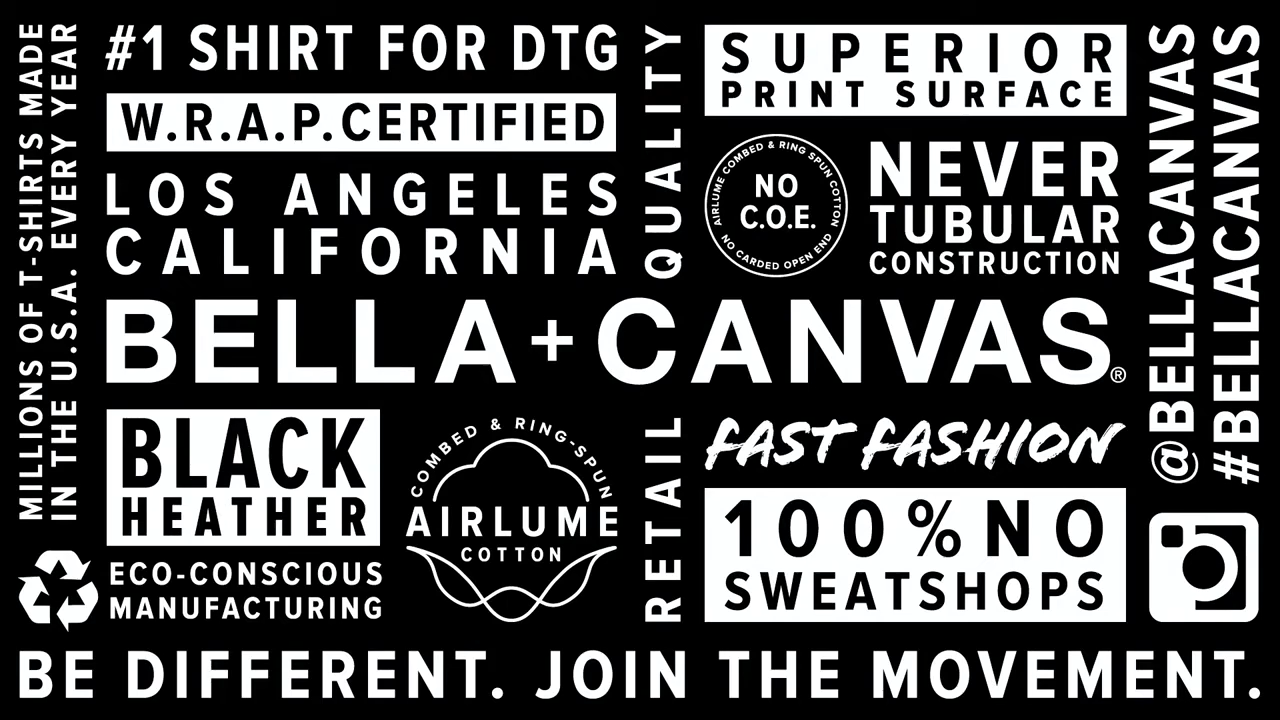 MILLIONS OF T-SHIRTS MADE
IN THE U.S.A. EVERY YEAR
#1 SHIRT FOR DTG
W.R.A.P. CERTIFIED
LOS ANGELES
CALIFORNIA
QUALITY
SUPERIOR
PRINT SURFACE
AIRLUME COMBED & RING SPUN COTTON
NO
C.O.E.
NO CARDED OPEN END
NEVER
TUBULAR
CONSTRUCTION
@BELLACANVAS
#BELLACANVAS
BELLA+CANVAS®
BLACK
HEATHER
ECO-CONSCIOUS
MANUFACTURING
COMBED & RING-SPUN
AIRLUME
COTTON
RETAIL
FAST FASHION
100% NO
SWEATSHOPS
BE DIFFERENT. JOIN THE MOVEMENT.